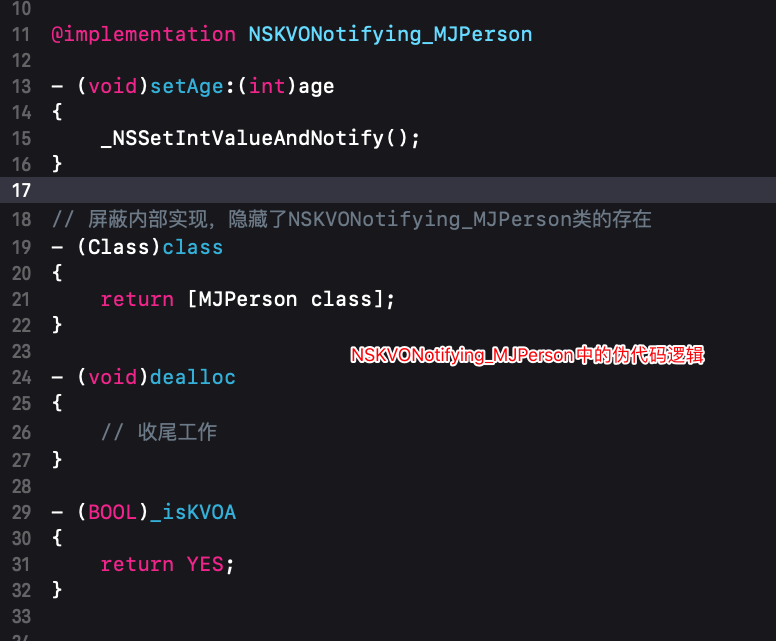 10
11 @implementation NSKVONotifying_MJPerson
12
13 - (void)setAge:(int)age
14 {
15     _NSSetIntValueAndNotify();
16 }
17
18 // 屏蔽内部实现，隐藏了NSKVONotifying_MJPerson类的存在
19 - (Class)class
20 {
21     return [MJPerson class];
22 }
23
NSKVONotifying_MJPerson中的伪代码逻辑
24 - (void)dealloc
25 {
26     // 收尾工作
27 }
28
29 - (BOOL)_isKVOA
30 {
31     return YES;
32 }
33